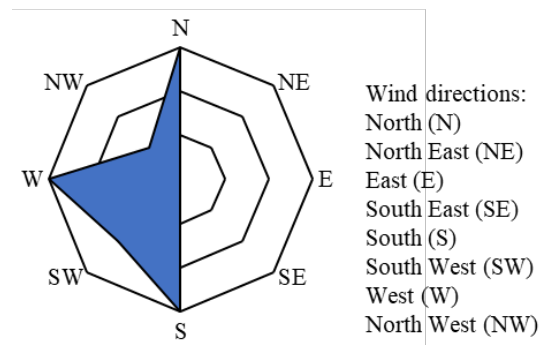 N
NW
NE
W
E
SW
SE
S
Wind directions:
North (N)
North East (NE)
East (E)
South East (SE)
South (S)
South West (SW)
West (W)
North West (NW)